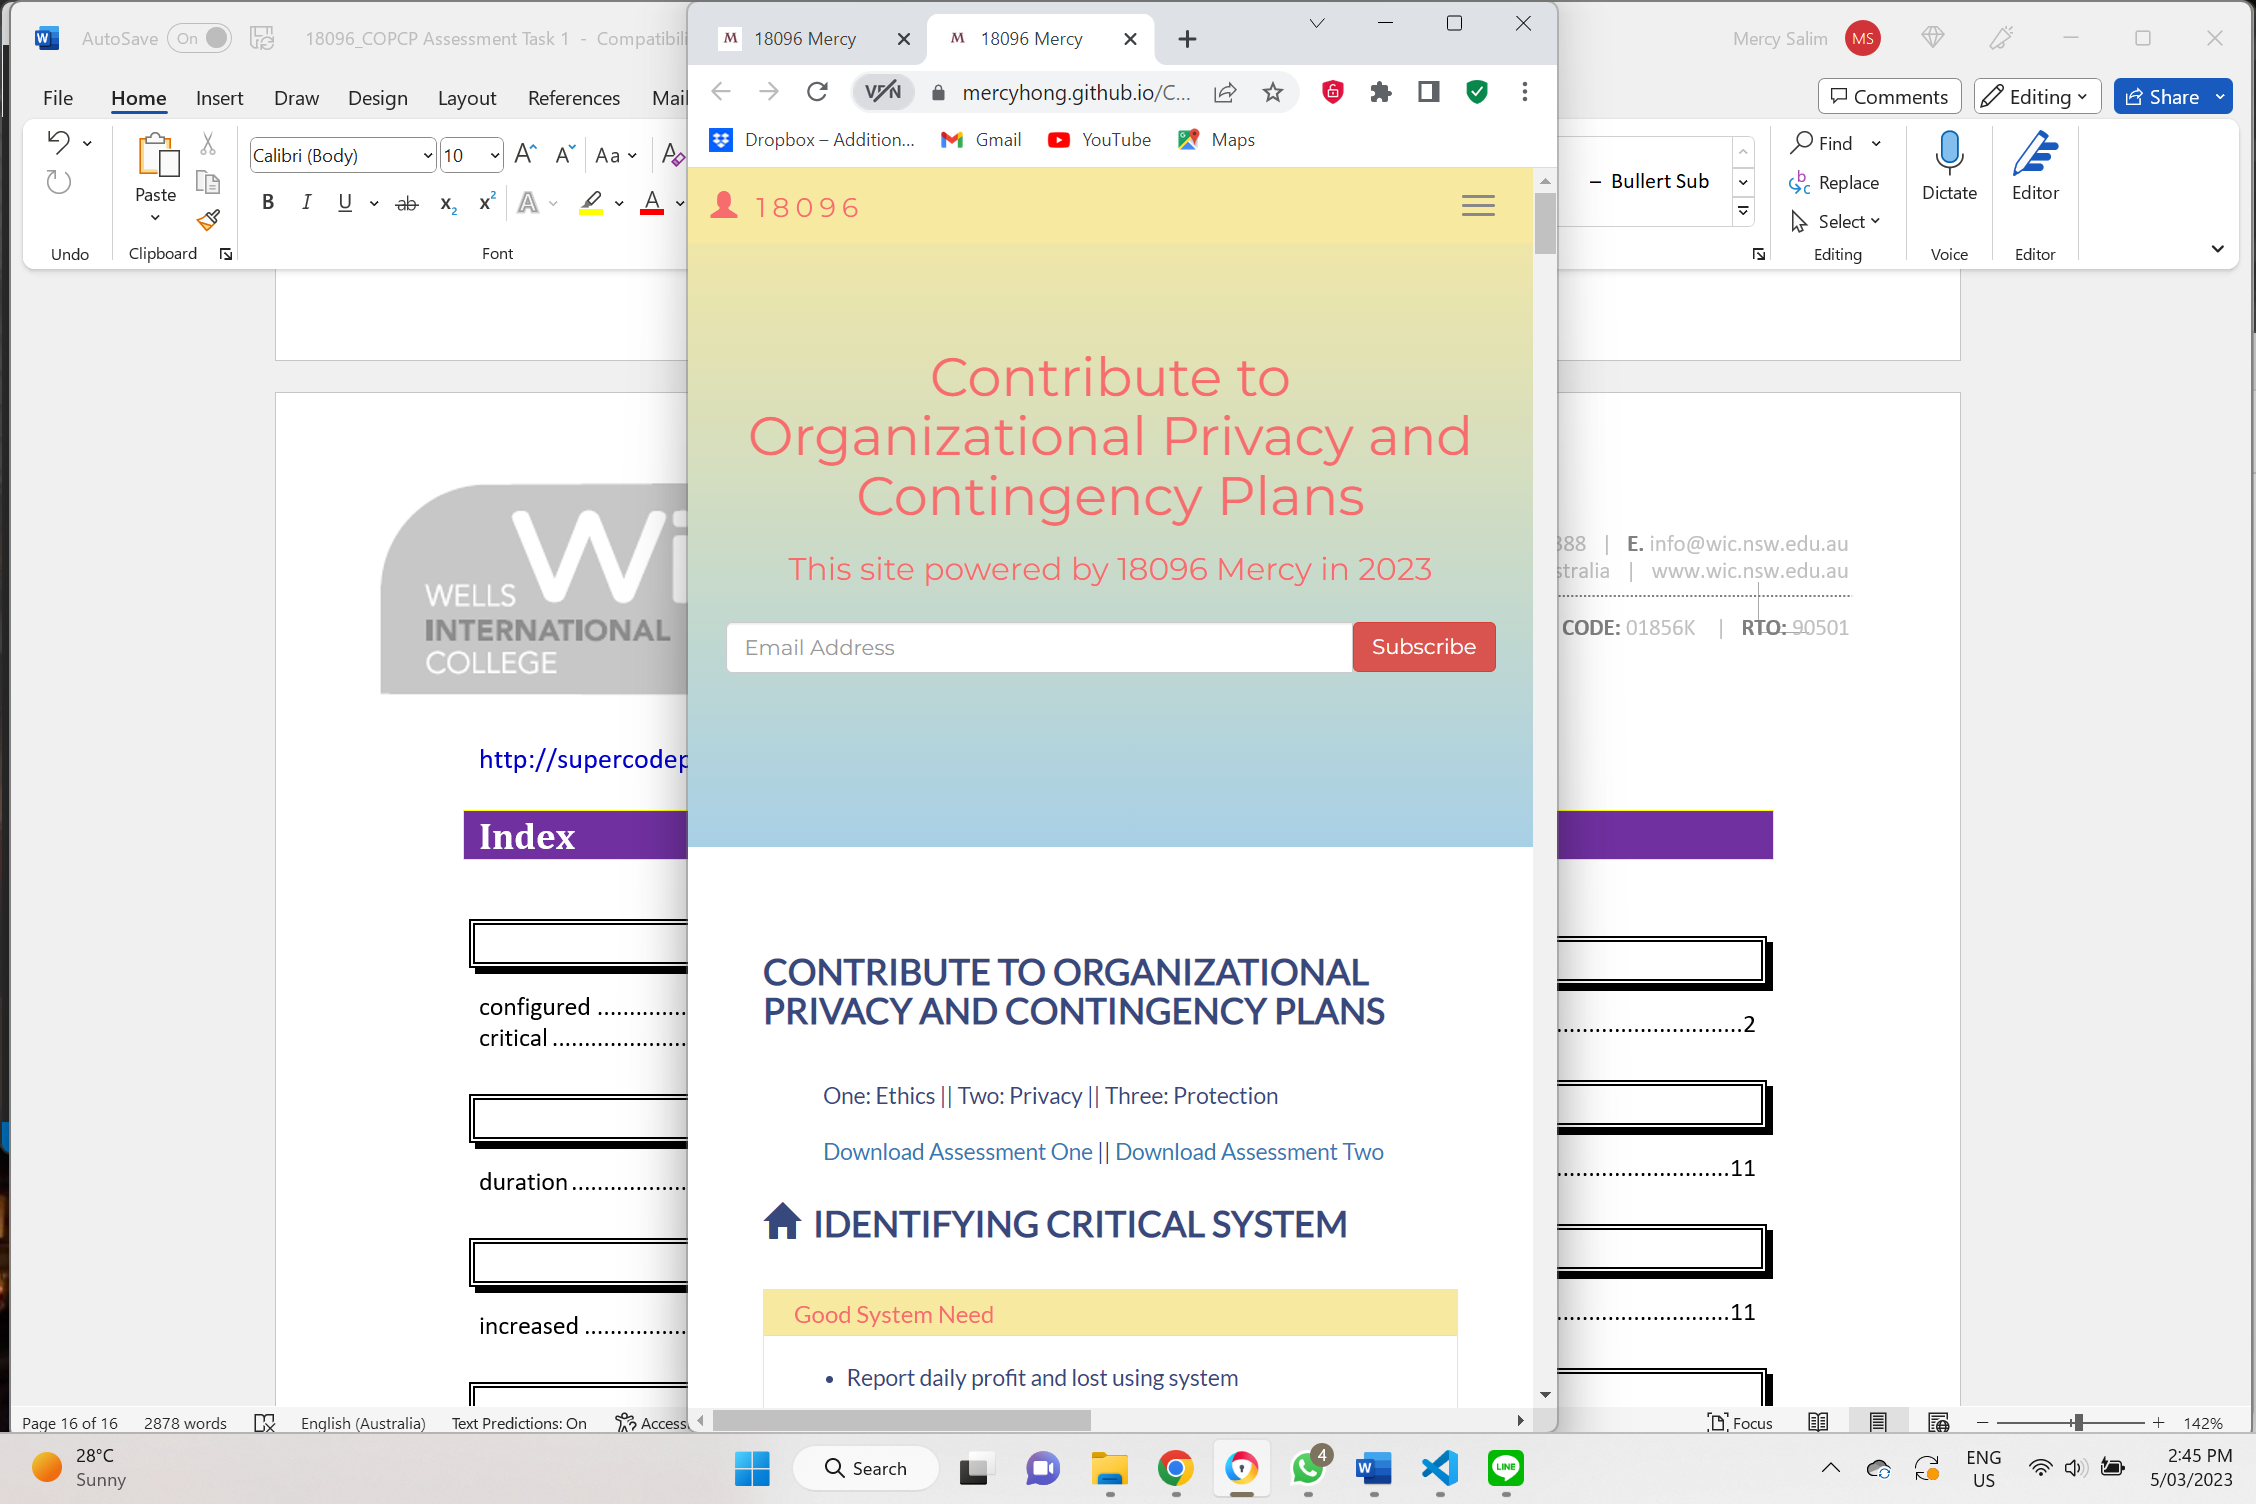 AutoSave On 18096_COPCP Assessment Task 1 - Compatibili
Mercy Salim MS
File Home Insert Draw Design Layout References Mail
Comments Editing Share
Paste
Calibri (Body) 10
Undo Clipboard Font
– Bullert Sub
Find
Replace
Select
Editing
Dictate
Voice
Editor
Editor
18096 Mercy
18096 Mercy
VPN mercyhong.github.io/C...
Dropbox – Addition... Gmail YouTube Maps
18096
Contribute to
Organizational Privacy and
Contingency Plans
This site powered by 18096 Mercy in 2023
Email Address Subscribe
CONTRIBUTE TO ORGANIZATIONAL
PRIVACY AND CONTINGENCY PLANS
One: Ethics || Two: Privacy || Three: Protection
Download Assessment One || Download Assessment Two
IDENTIFYING CRITICAL SYSTEM
Good System Need
• Report daily profit and lost using system
Wi
WELLS
INTERNATIONAL
COLLEGE
388 | E. info@wic.nsw.edu.au
stralia | www.wic.nsw.edu.au
CODE: 01856K | RTO: 90501
http://supercodep
Index
configured ..............
critical .....................
..........................2
duration..................
..........................11
increased ................
..........................11
Page 16 of 16 2878 words English (Australia) Text Predictions: On Access
Focus 142%
28°C
Sunny
Search
4
LINE
ENG
US
2:45 PM
5/03/2023